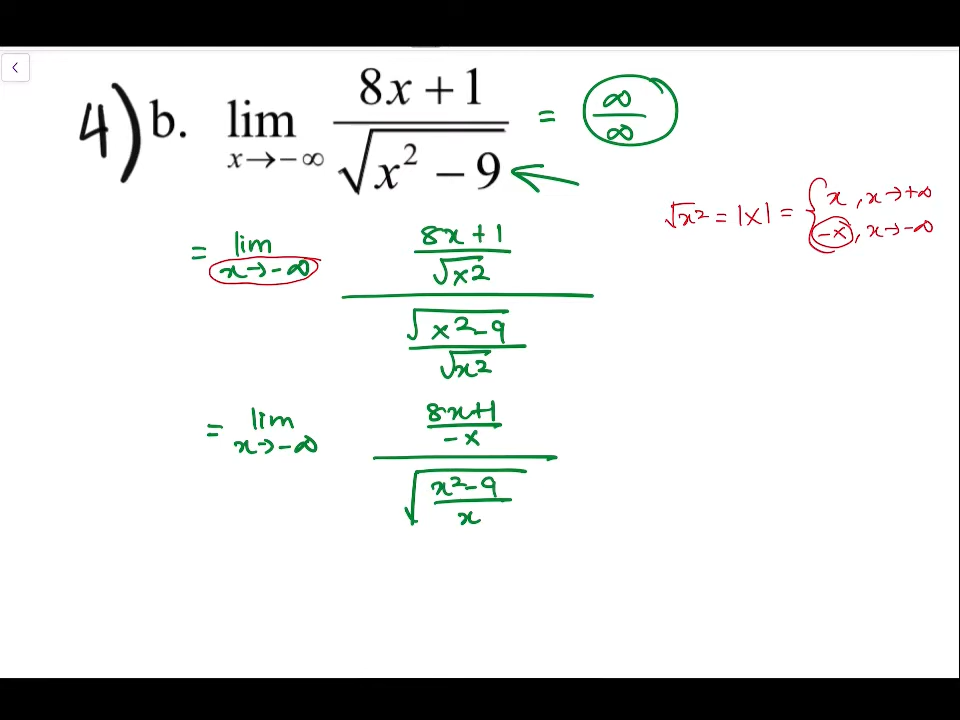 4) b. lim x→−∞ (8x + 1)/√(x² − 9) = ∞/∞
√x² = |x| = { x , x→+∞
−x , x→−∞
= lim x→−∞ ((8x + 1)/√x²)/(√(x² − 9)/√x²)
= lim x→−∞ ((8x+1)/−x)/√((x² − 9)/x)